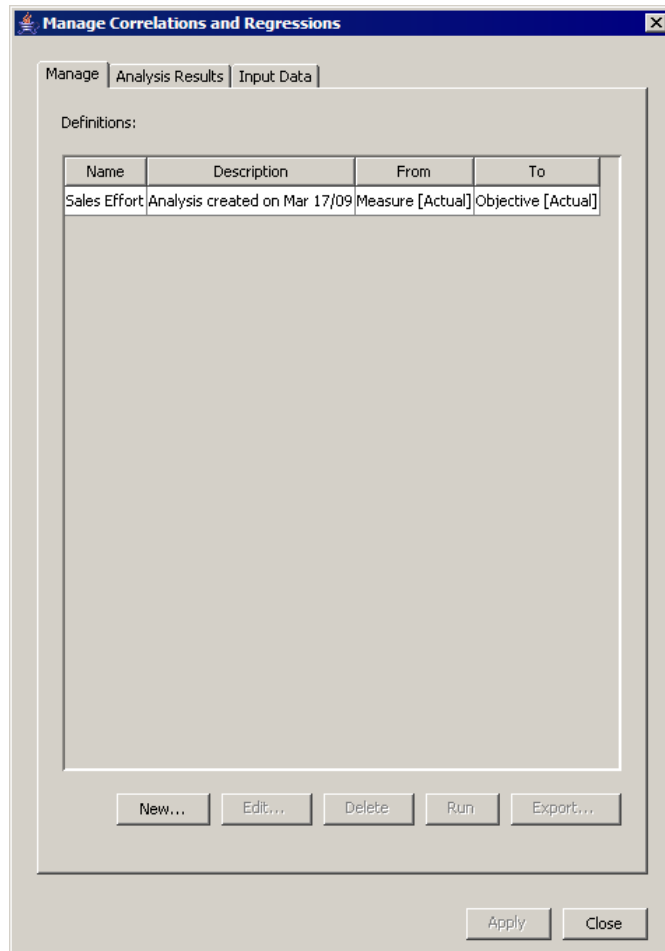 Manage Correlations and Regressions
Manage Analysis Results Input Data
Definitions:
Name Description From To
Sales Effort Analysis created on Mar 17/09 Measure [Actual] Objective [Actual]
New... Edit... Delete Run Export...
Apply Close